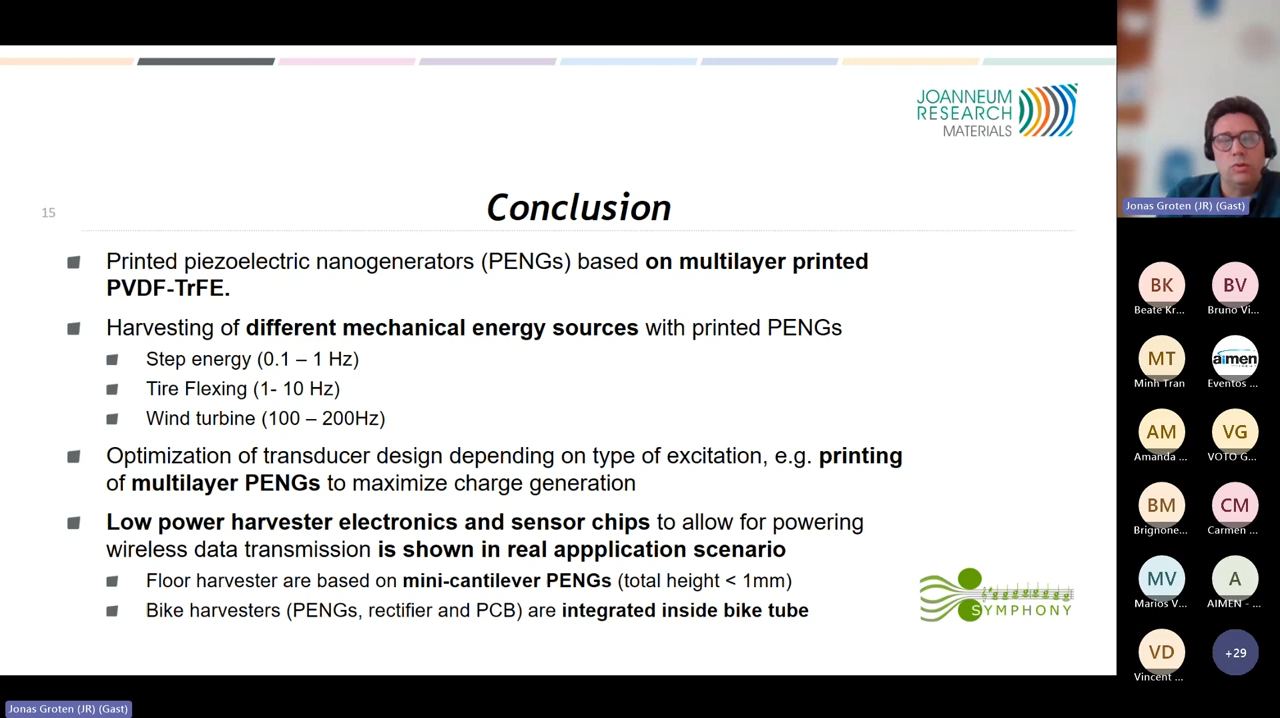 JOANNEUM
RESEARCH
MATERIALS
15
Conclusion
Printed piezoelectric nanogenerators (PENGs) based on multilayer printed
PVDF-TrFE.
Harvesting of different mechanical energy sources with printed PENGs
Step energy (0.1 – 1 Hz)
Tire Flexing (1- 10 Hz)
Wind turbine (100 – 200Hz)
Optimization of transducer design depending on type of excitation, e.g. printing
of multilayer PENGs to maximize charge generation
Low power harvester electronics and sensor chips to allow for powering
wireless data transmission is shown in real appplication scenario
Floor harvester are based on mini-cantilever PENGs (total height < 1mm)
Bike harvesters (PENGs, rectifier and PCB) are integrated inside bike tube
SYMPHONY
Jonas Groten (JR) (Gast)
Jonas Groten (JR) (Gast)
BK
BV
Beate Kr...
Bruno Vi...
MT
aimen
Minh Tran
Eventos ...
AM
VG
Amanda ...
VOTO G...
BM
CM
Brignone...
Carmen ...
MV
A
Marios V...
AIMEN - ...
VD
+29
Vincent ...